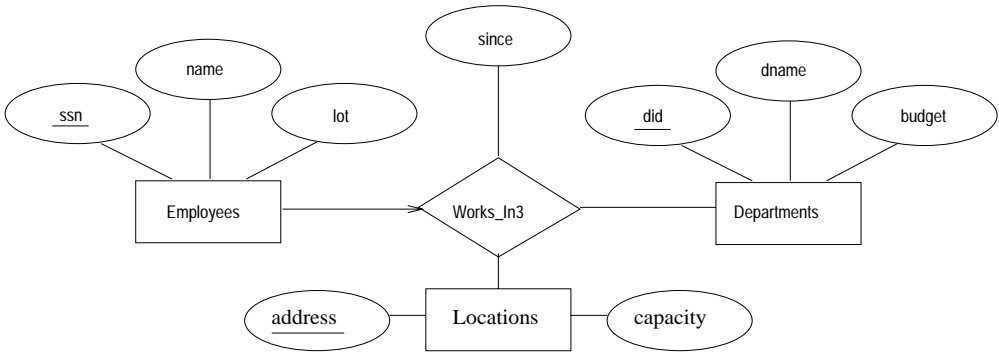 since
name
dname
ssn
lot
did
budget
Employees
Works_In3
Departments
address
Locations
capacity